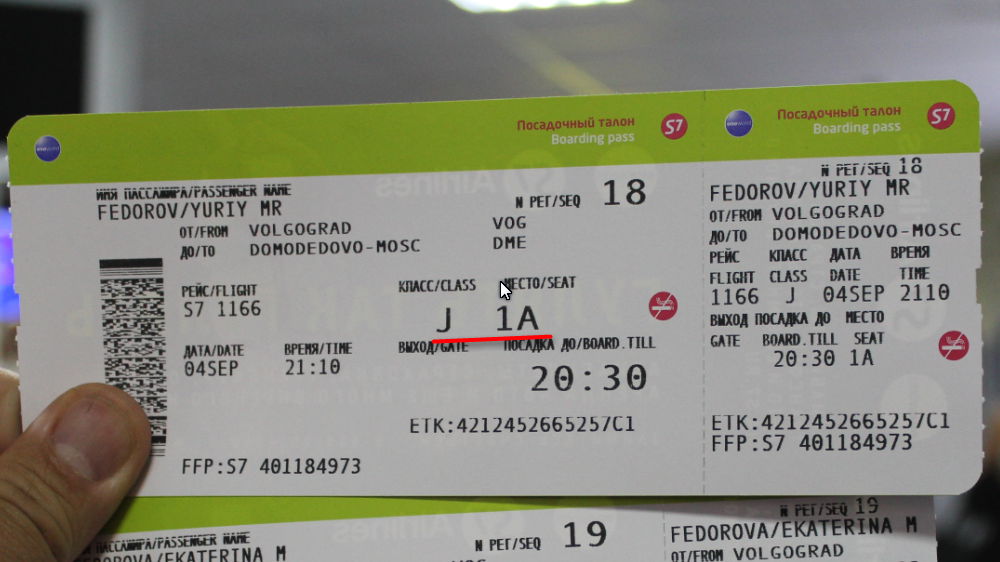 Посадочный талон
Boarding pass
S7
ИМЯ ПАССАЖИРА/PASSENGER NAME
FEDOROV/YURIY MR
N РЕГ/SEQ 18
ОТ/FROM VOLGOGRAD VOG
ДО/TO DOMODEDOVO-MOSC DME
РЕЙС/FLIGHT КЛАСС/CLASS МЕСТО/SEAT
S7 1166 J 1A
ДАТА/DATE ВРЕМЯ/TIME ВЫХОД/GATE ПОСАДКА ДО/BOARD.TILL
04SEP 21:10 20:30
ETK:4212452665257C1
FFP:S7 401184973
Посадочный талон
Boarding pass
S7
N РЕГ/SEQ 18
FEDOROV/YURIY MR
ОТ/FROM VOLGOGRAD
ДО/TO DOMODEDOVO-MOSC
РЕЙС КЛАСС ДАТА ВРЕМЯ
FLIGHT CLASS DATE TIME
1166 J 04SEP 2110
ВЫХОД ПОСАДКА ДО МЕСТО
GATE BOARD.TILL SEAT
20:30 1A
ETK:4212452665257C1
FFP:S7 401184973
ПАССАЖИРА/PASSENGER NAME
N РЕГ/SEQ 19
N РЕГ/SEQ 19
FEDOROVA/EKATERINA M
ОТ/FROM VOLGOGRAD